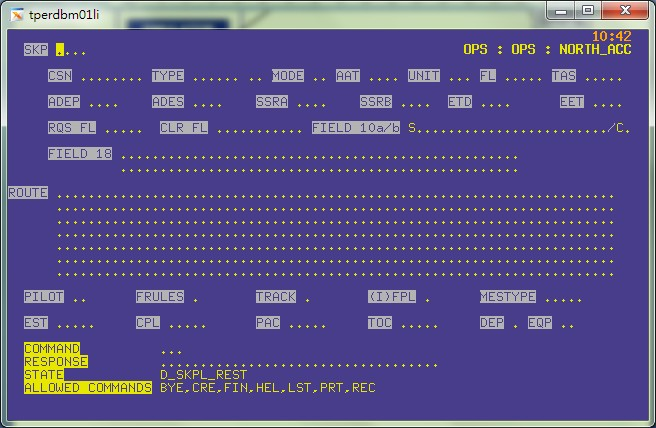 tperdbm01li
10:42
SKP .... OPS : OPS : NORTH_ACC
CSN ........ TYPE ...... .. MODE .. AAT .... UNIT ... FL ..... TAS .....
ADEP .... ADES .... SSRA .... SSRB .... ETD .... EET ....
RQS FL ..... CLR FL ........... FIELD 10a/b S......................../C.
FIELD 18 ..................................................
..................................................
ROUTE ......................................................................
......................................................................
......................................................................
......................................................................
......................................................................
......................................................................
......................................................................
PILOT .. FRULES . TRACK . (I)FPL . MESTYPE .....
EST ..... CPL ..... PAC ..... TOC ..... DEP . EQP ..
COMMAND ...
RESPONSE ...................................
STATE D_SKPL_REST
ALLOWED COMMANDS BYE,CRE,FIN,HEL,LST,PRT,REC